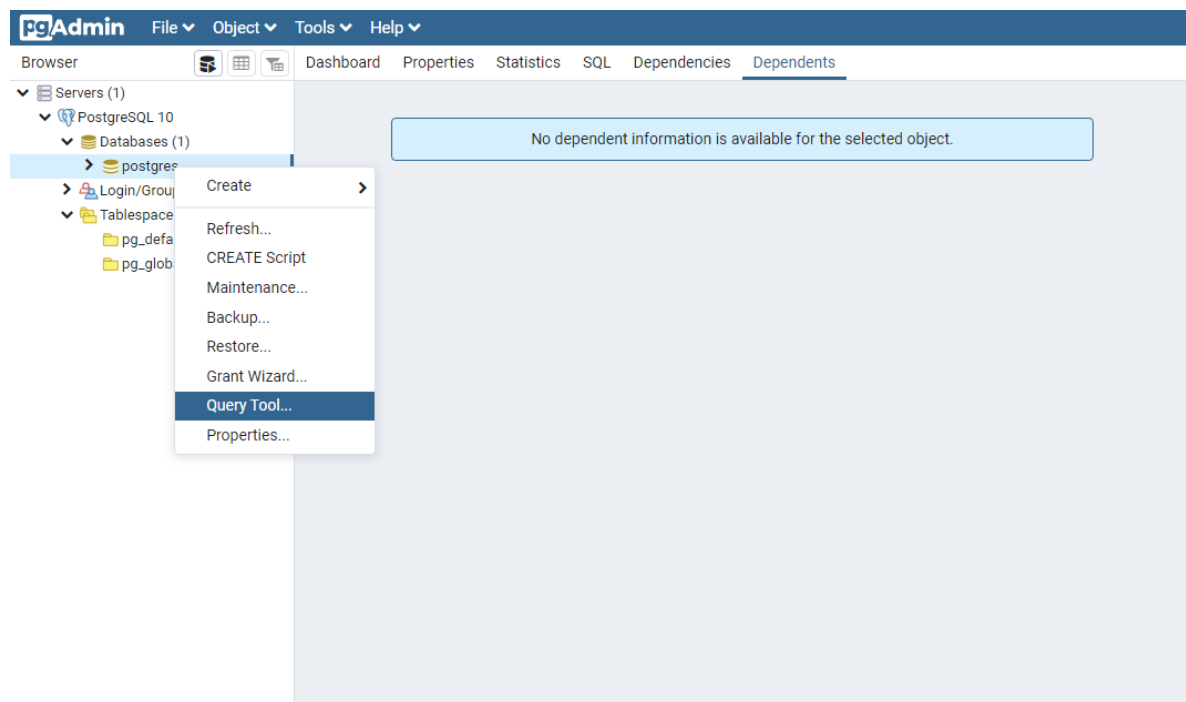 pgAdmin File Object Tools Help
Browser Dashboard Properties Statistics SQL Dependencies Dependents
Servers (1)
PostgreSQL 10
Databases (1)
postgres
Login/Grou
Tablespace
pg_defa
pg_glob
No dependent information is available for the selected object.
Create
Refresh...
CREATE Script
Maintenance...
Backup...
Restore...
Grant Wizard...
Query Tool...
Properties...